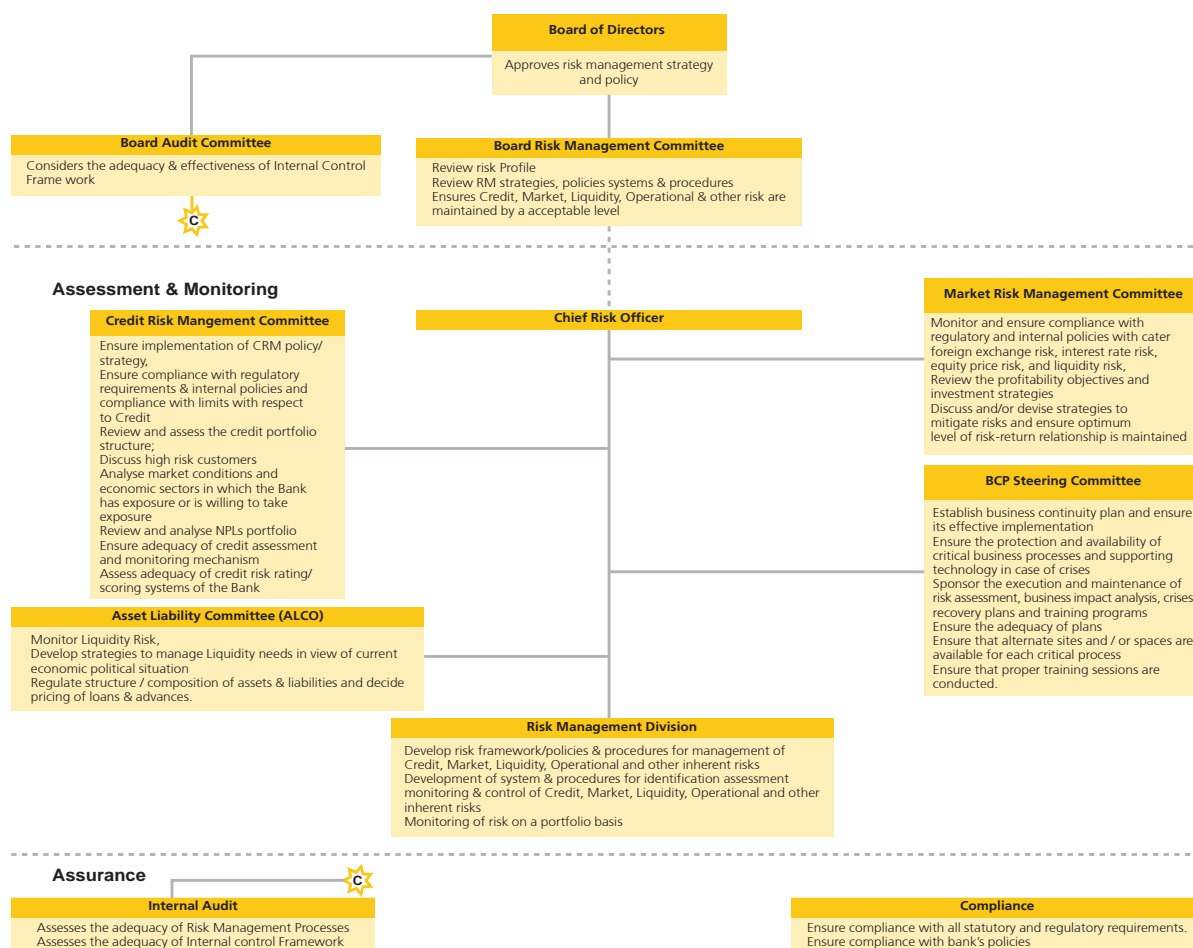 Board of Directors
Approves risk management strategy
and policy
Board Audit Committee
Considers the adequacy & effectiveness of Internal Control
Frame work
C
Board Risk Management Committee
Review risk Profile
Review RM strategies, policies systems & procedures
Ensures Credit, Market, Liquidity, Operational & other risk are
maintained by a acceptable level
Assessment & Monitoring
Credit Risk Mangement Committee
Ensure implementation of CRM policy/
strategy,
Ensure compliance with regulatory
requirements & internal policies and
compliance with limits with respect
to Credit
Review and assess the credit portfolio
structure;
Discuss high risk customers
Analyse market conditions and
economic sectors in which the Bank
has exposure or is willing to take
exposure
Review and analyse NPLs portfolio
Ensure adequacy of credit assessment
and monitoring mechanism
Assess adequacy of credit risk rating/
scoring systems of the Bank
Chief Risk Officer
Market Risk Management Committee
Monitor and ensure compliance with
regulatory and internal policies with cater
foreign exchange risk, interest rate risk,
equity price risk, and liquidity risk,
Review the profitability objectives and
investment strategies
Discuss and/or devise strategies to
mitigate risks and ensure optimum
level of risk-return relationship is maintained
BCP Steering Committee
Establish business continuity plan and ensure
its effective implementation
Ensure the protection and availability of
critical business processes and supporting
technology in case of crises
Sponsor the execution and maintenance of
risk assessment, business impact analysis, crises
recovery plans and training programs
Ensure the adequacy of plans
Ensure that alternate sites and / or spaces are
available for each critical process
Ensure that proper training sessions are
conducted.
Asset Liability Committee (ALCO)
Monitor Liquidity Risk,
Develop strategies to manage Liquidity needs in view of current
economic political situation
Regulate structure / composition of assets & liabilities and decide
pricing of loans & advances.
Risk Management Division
Develop risk framework/policies & procedures for management of
Credit, Market, Liquidity, Operational and other inherent risks
Development of system & procedures for identification assessment
monitoring & control of Credit, Market, Liquidity, Operational and other
inherent risks
Monitoring of risk on a portfolio basis
Assurance
C
Internal Audit
Assesses the adequacy of Risk Management Processes
Assesses the adequacy of Internal control Framework
Compliance
Ensure compliance with all statutory and regulatory requirements.
Ensure compliance with bank's policies